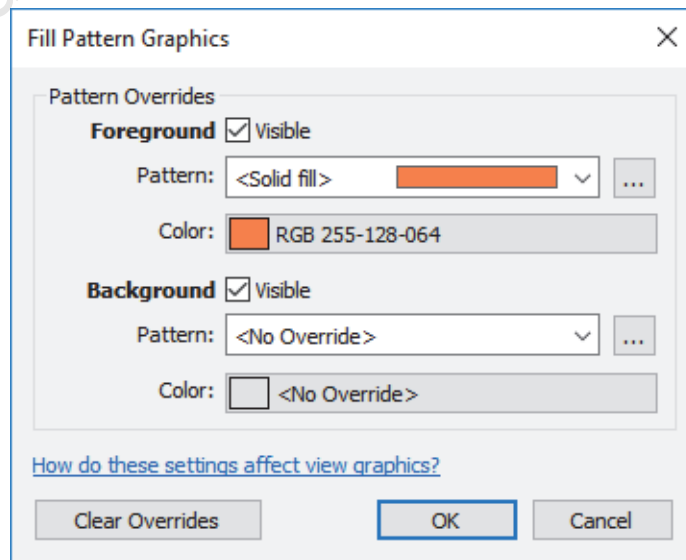 Fill Pattern Graphics
Pattern Overrides
Foreground Visible
Pattern: <Solid fill> ...
Color: RGB 255-128-064
Background Visible
Pattern: <No Override> ...
Color: <No Override>
How do these settings affect view graphics?
Clear Overrides OK Cancel